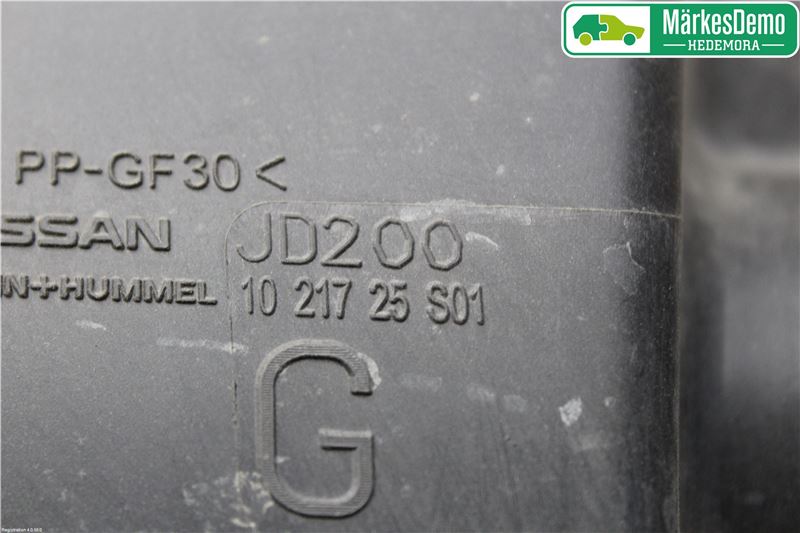 MärkesDemo
HEDEMORA
PP-GF30<
SSAN JD200
N+HUMMEL 10 217 25 S01
G